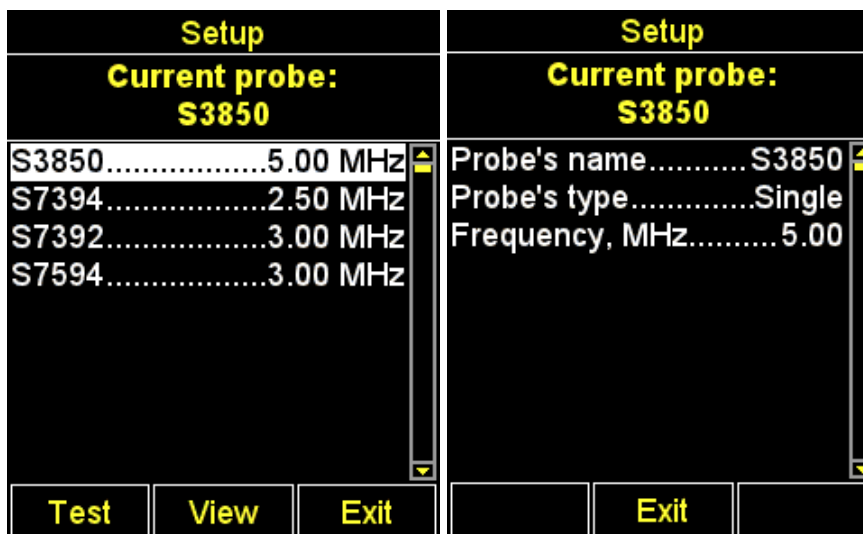 Setup
Current probe:
S3850
S3850..................5.00 MHz
S7394..................2.50 MHz
S7392..................3.00 MHz
S7594..................3.00 MHz
Test View Exit
Setup
Current probe:
S3850
Probe's name...........S3850
Probe's type..............Single
Frequency, MHz..........5.00
Exit